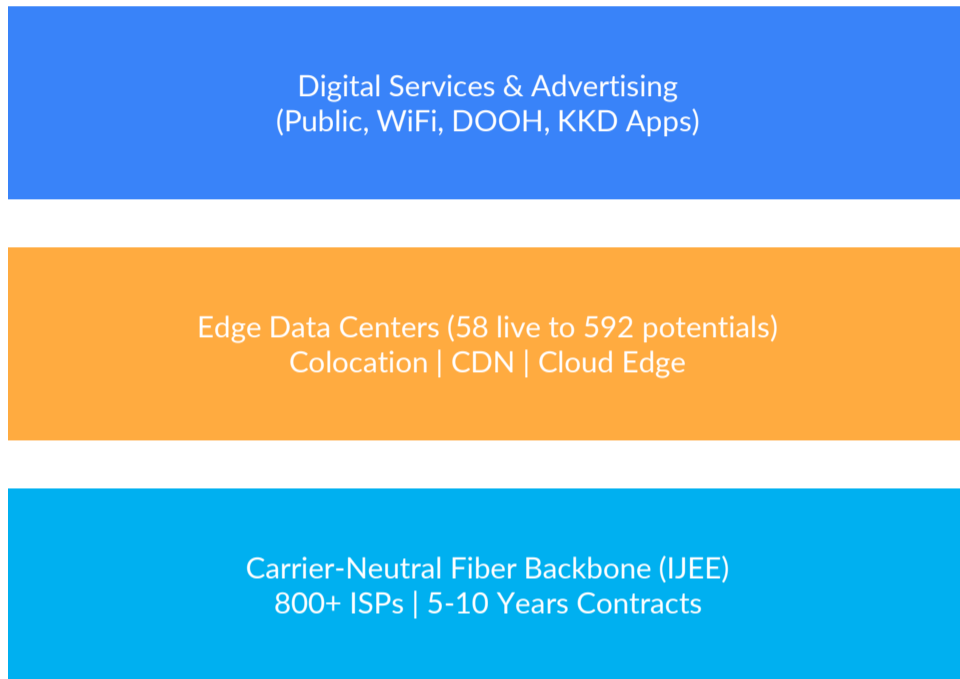 Digital Services & Advertising
(Public, WiFi, DOOH, KKD Apps)
Edge Data Centers (58 live to 592 potentials)
Colocation | CDN | Cloud Edge
Carrier-Neutral Fiber Backbone (IJEE)
800+ ISPs | 5-10 Years Contracts